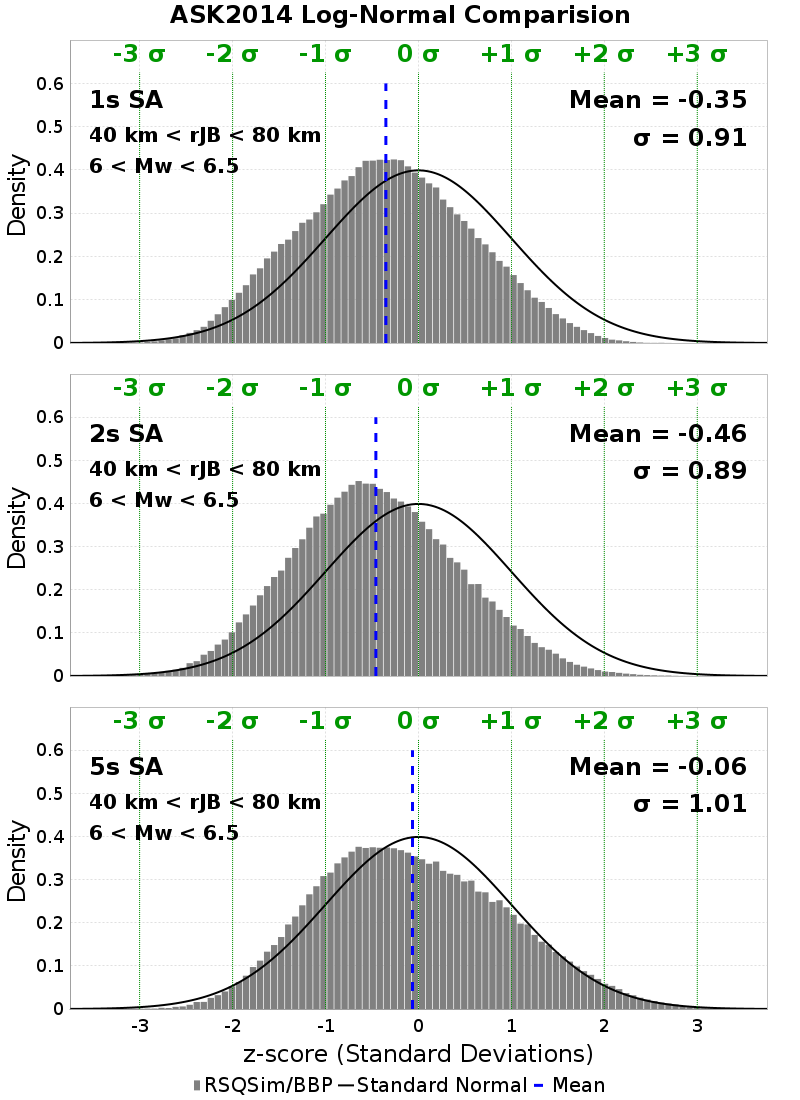 ASK2014 Log-Normal Comparision
-3 σ -2 σ -1 σ 0 σ +1 σ +2 σ +3 σ
1s SA
40 km < rJB < 80 km
6 < Mw < 6.5
Mean = -0.35
σ = 0.91
Density
0.6
0.5
0.4
0.3
0.2
0.1
0
-3 σ -2 σ -1 σ 0 σ +1 σ +2 σ +3 σ
2s SA
40 km < rJB < 80 km
6 < Mw < 6.5
Mean = -0.46
σ = 0.89
Density
0.6
0.5
0.4
0.3
0.2
0.1
0
-3 σ -2 σ -1 σ 0 σ +1 σ +2 σ +3 σ
5s SA
40 km < rJB < 80 km
6 < Mw < 6.5
Mean = -0.06
σ = 1.01
Density
0.6
0.5
0.4
0.3
0.2
0.1
0
-3 -2 -1 0 1 2 3
z-score (Standard Deviations)
RSQSim/BBP Standard Normal Mean